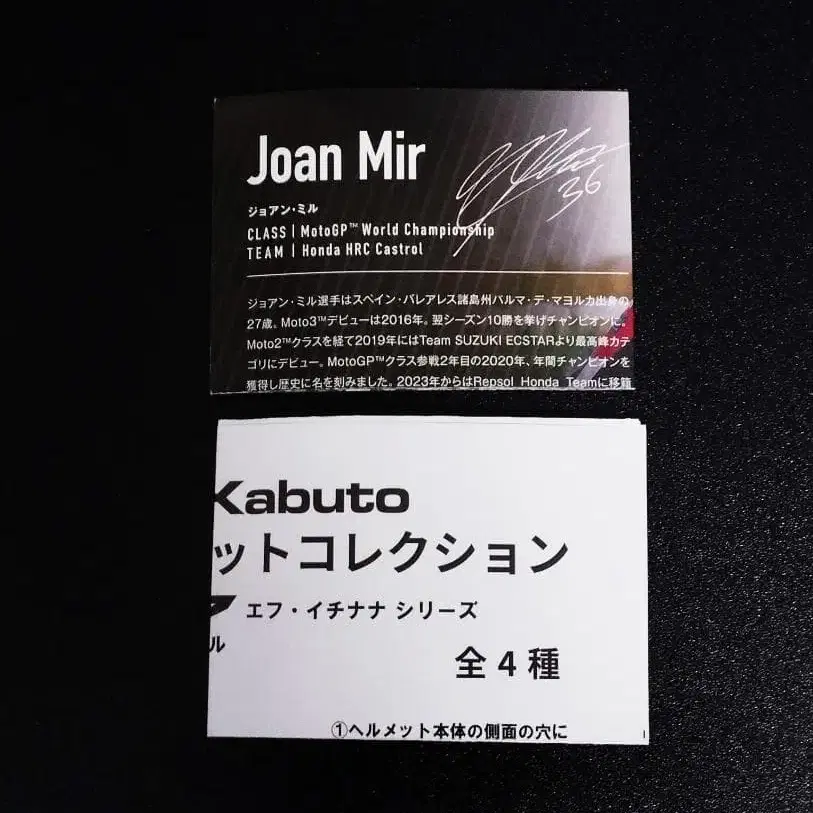 Joan Mir
36
ジョアン・ミル
CLASS | MotoGP™ World Championship
TEAM | Honda HRC Castrol
ジョアン・ミル選手はスペイン・バレアレス諸島州パルマ・デ・マヨルカ出身の
27歳。Moto3™デビューは2016年。翌シーズン10勝を挙げチャンピオンに。
Moto2™クラスを経て2019年にはTeam SUZUKI ECSTARより最高峰カテ
ゴリにデビュー。MotoGP™クラス参戦2年目の2020年、年間チャンピオンを
獲得し歴史に名を刻みました。2023年からはRepsol Honda Teamに移籍
Kabuto
ットコレクション
エフ・イチナナ シリーズ
ル
全4種
①ヘルメット本体の側面の穴に